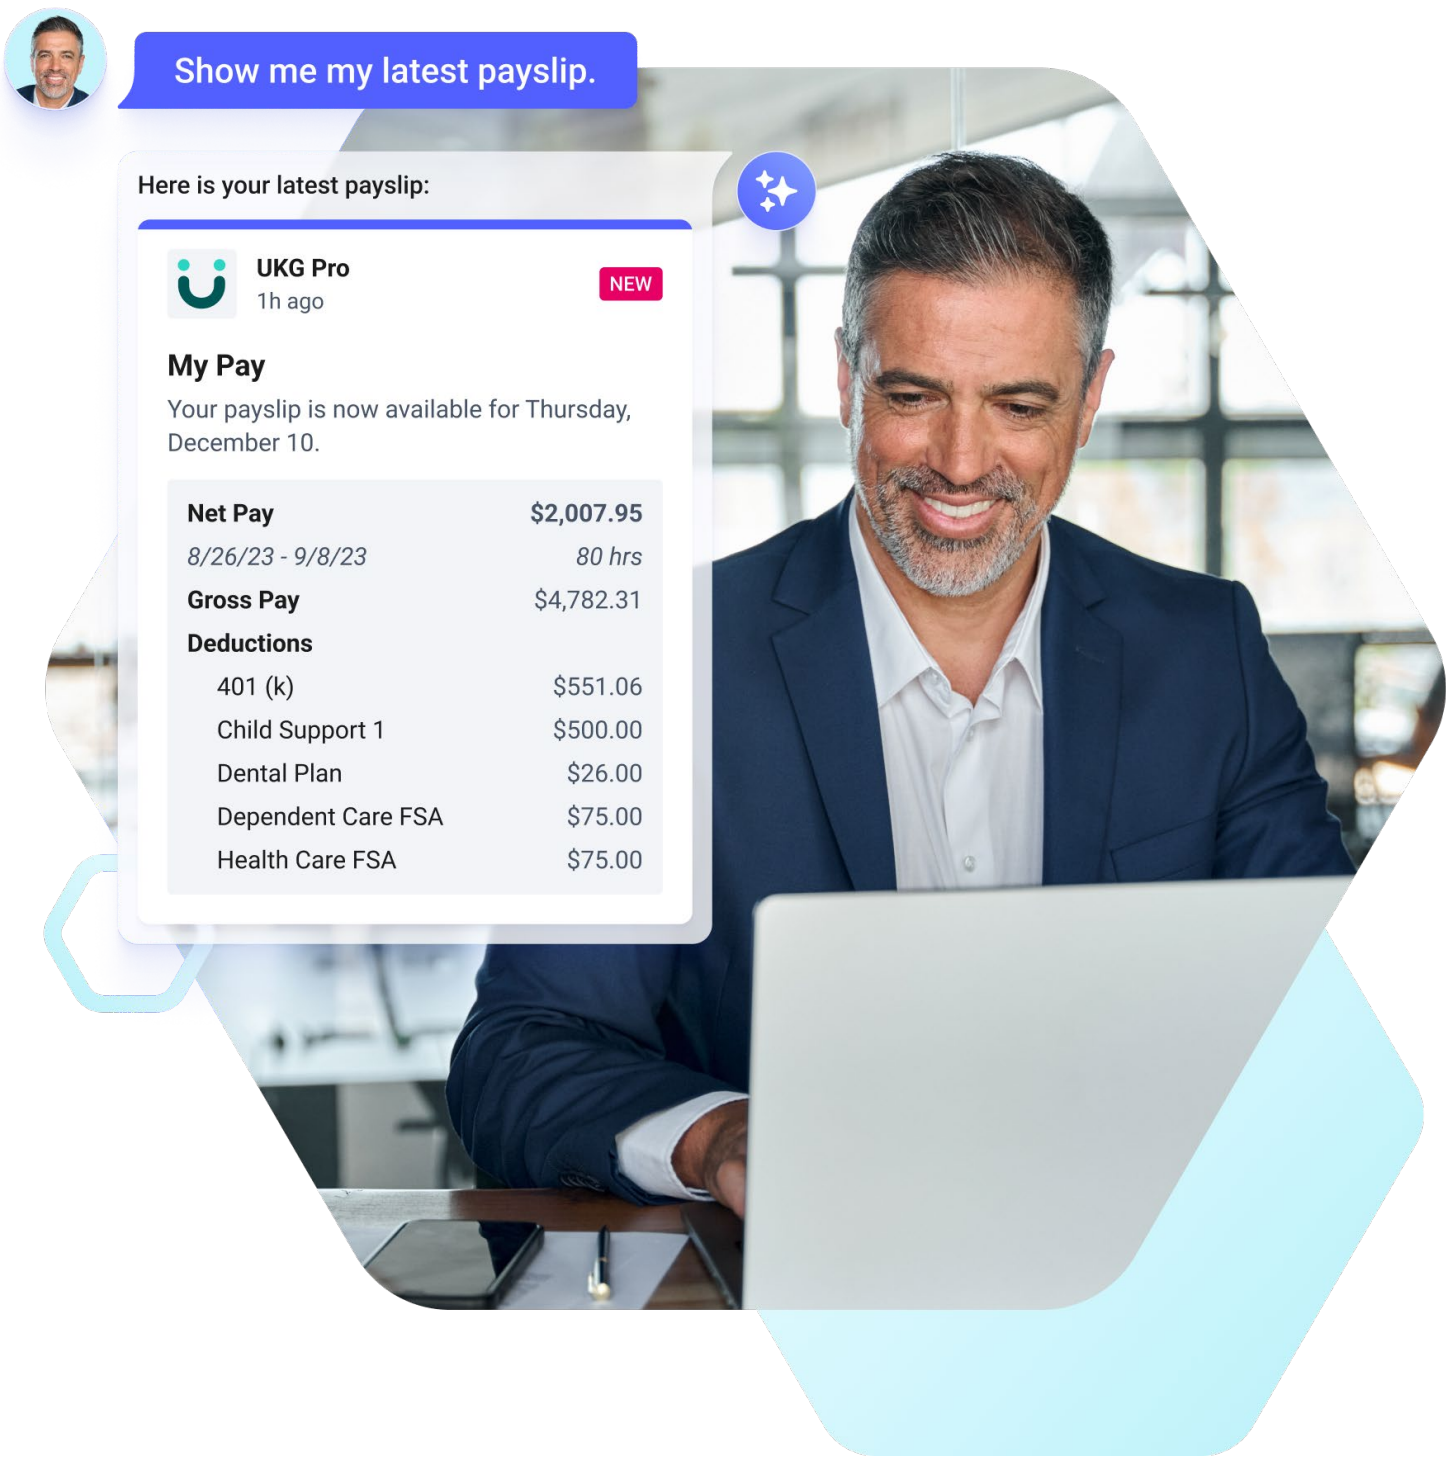 Show me my latest payslip.
Here is your latest payslip:
UKG Pro
1h ago
NEW
My Pay
Your payslip is now available for Thursday,
December 10.
Net Pay $2,007.95
8/26/23 - 9/8/23 80 hrs
Gross Pay $4,782.31
Deductions
401 (k) $551.06
Child Support 1 $500.00
Dental Plan $26.00
Dependent Care FSA $75.00
Health Care FSA $75.00